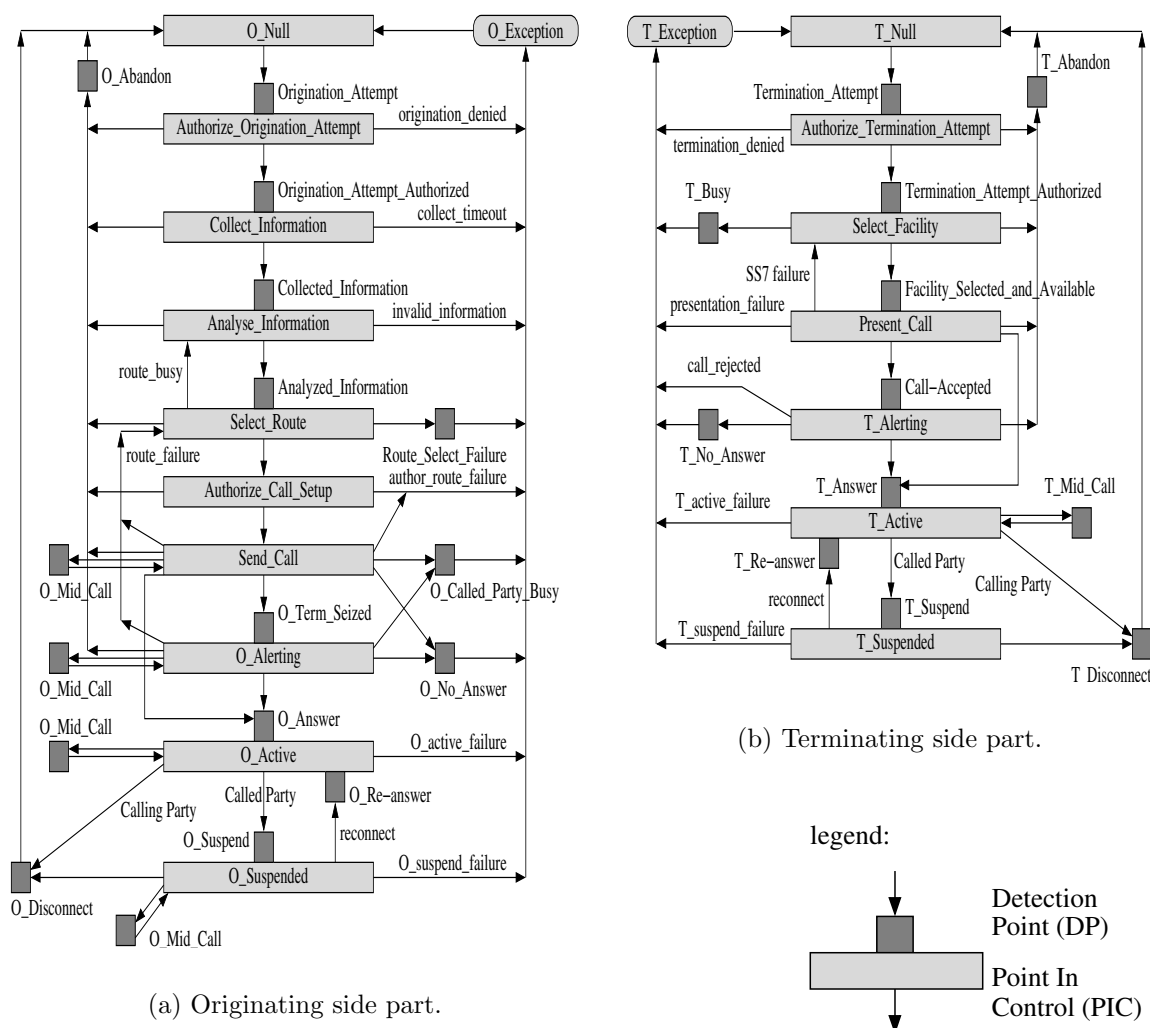 O_Null
O_Exception
O_Abandon
Origination_Attempt
Authorize_Origination_Attempt
origination_denied
Origination_Attempt_Authorized
collect_timeout
Collect_Information
Collected_Information
invalid_information
Analyse_Information
route_busy
Analyzed_Information
Select_Route
route_failure
Route_Select_Failure
author_route_failure
Authorize_Call_Setup
Send_Call
O_Mid_Call
O_Called_Party_Busy
O_Term_Seized
O_Alerting
O_Mid_Call
O_No_Answer
O_Mid_Call
O_Answer
O_active_failure
O_Active
Calling Party
Called Party
O_Re-answer
O_Suspend
reconnect
O_suspend_failure
O_Suspended
O_Disconnect
O_Mid_Call
(a) Originating side part.
T_Exception
T_Null
T_Abandon
Termination_Attempt
Authorize_Termination_Attempt
termination_denied
T_Busy
Termination_Attempt_Authorized
Select_Facility
SS7 failure
Facility_Selected_and_Available
presentation_failure
Present_Call
call_rejected
Call-Accepted
T_Alerting
T_No_Answer
T_Answer
T_Mid_Call
T_active_failure
T_Active
T_Re-answer
Called Party
Calling Party
reconnect
T_Suspend
T_suspend_failure
T_Suspended
T_Disconnect
(b) Terminating side part.
legend:
Detection
Point (DP)
Point In
Control (PIC)